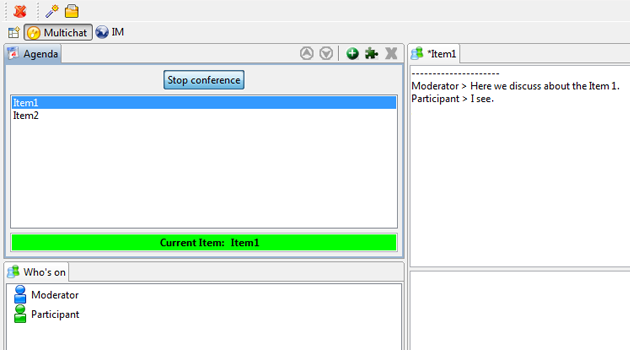 Multichat IM
Agenda
Stop conference
Item1
Item2
Current Item: Item1
Who's on
Moderator
Participant
*Item1
---------------------
Moderator > Here we discuss about the Item 1.
Participant > I see.